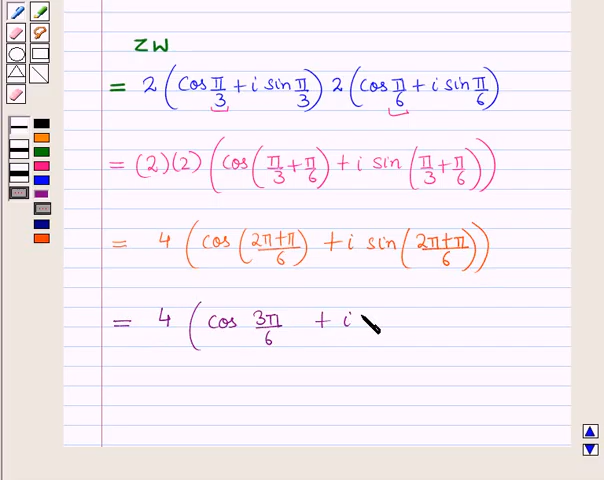 zw
= 2 (cos π/3 + i sin π/3) 2 (cos π/6 + i sin π/6)
= (2)(2) (cos (π/3 + π/6) + i sin (π/3 + π/6))
= 4 (cos (2π+π/6) + i sin (2π+π/6))
= 4 (cos 3π/6 + i